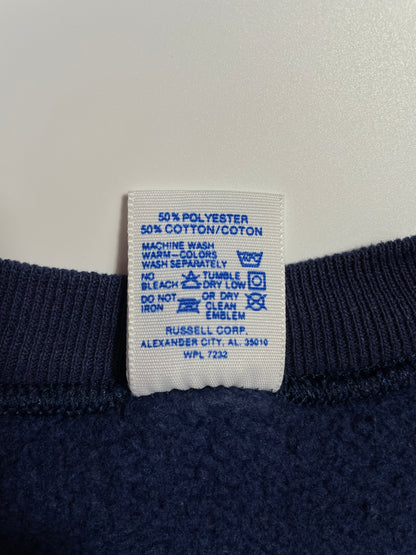 50% POLYESTER
50% COTTON/COTON
MACHINE WASH
WARM-COLORS
WASH SEPARATELY
NO TUMBLE
BLEACH DRY LOW
DO NOT OR DRY
IRON CLEAN
EMBLEM
RUSSELL CORP.
ALEXANDER CITY, AL. 35010
WPL 7232